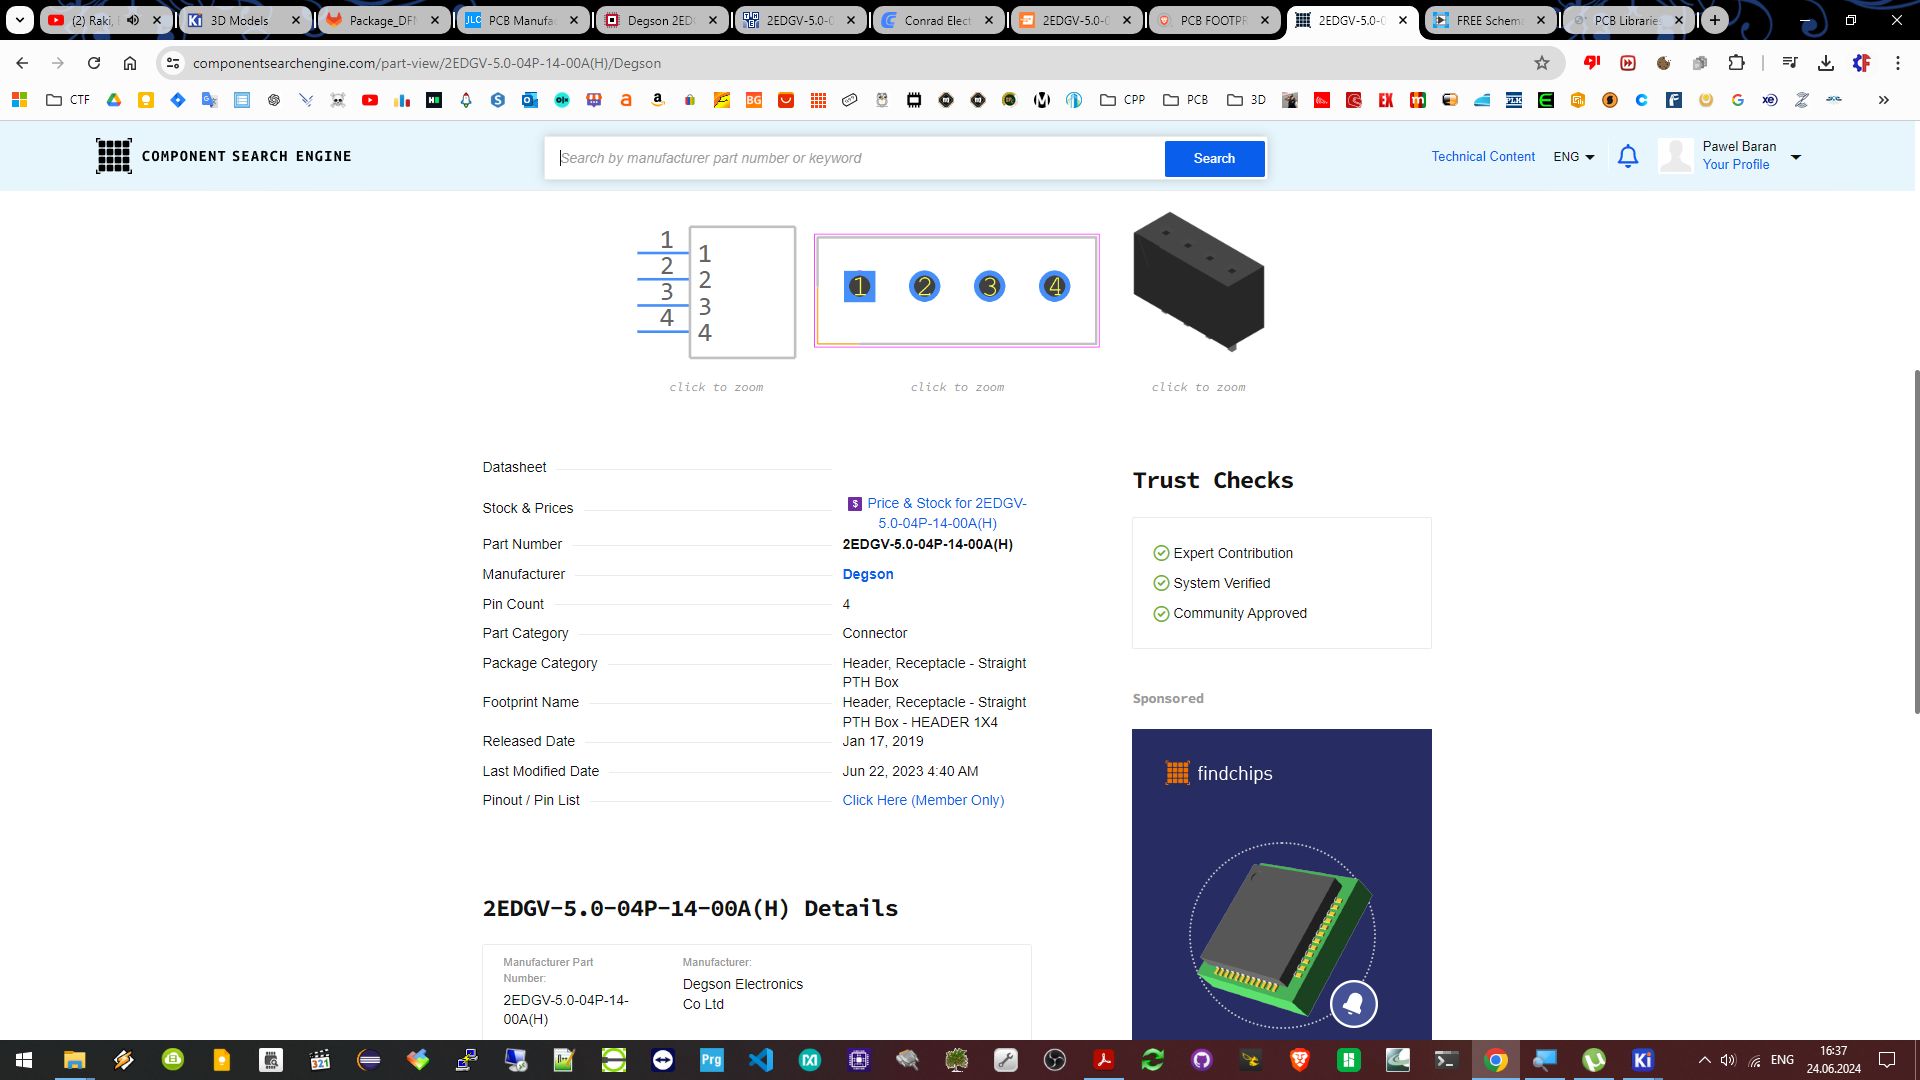 (2) Raki,
3D Models
Package_DFN
PCB Manufac
Degson 2EDG
2EDGV-5.0-0
Conrad Elect
2EDGV-5.0-0
PCB FOOTPR
2EDGV-5.0-0
FREE Schema
PCB Libraries
componentsearchengine.com/part-view/2EDGV-5.0-04P-14-00A(H)/Degson
CTF
CPP
PCB
3D
COMPONENT SEARCH ENGINE
Search by manufacturer part number or keyword
Search
Technical Content
ENG
Pawel Baran
Your Profile
1 1
2 2
3 3
4 4
1 2 3 4
click to zoom
click to zoom
click to zoom
Datasheet
Stock & Prices
Price & Stock for 2EDGV-
5.0-04P-14-00A(H)
Part Number
2EDGV-5.0-04P-14-00A(H)
Manufacturer
Degson
Pin Count
4
Part Category
Connector
Package Category
Header, Receptacle - Straight
PTH Box
Footprint Name
Header, Receptacle - Straight
PTH Box - HEADER 1X4
Released Date
Jan 17, 2019
Last Modified Date
Jun 22, 2023 4:40 AM
Pinout / Pin List
Click Here (Member Only)
Trust Checks
Expert Contribution
System Verified
Community Approved
Sponsored
findchips
2EDGV-5.0-04P-14-00A(H) Details
Manufacturer Part
Number:
2EDGV-5.0-04P-14-
00A(H)
Manufacturer:
Degson Electronics
Co Ltd
ENG
16:37
24.06.2024